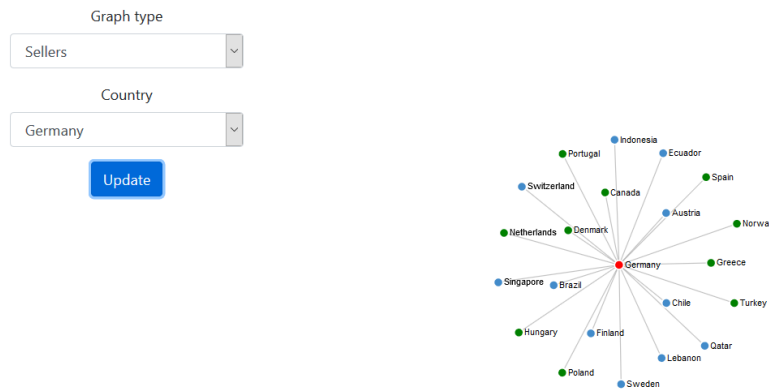 Graph type
Sellers
Country
Germany
Update
Indonesia
Portugal
Ecuador
Spain
Switzerland
Canada
Austria
Norwa
Denmark
Netherlands
Greece
Germany
Singapore
Brazil
Chile
Turkey
Hungary
Finland
Qatar
Lebanon
Poland
Sweden